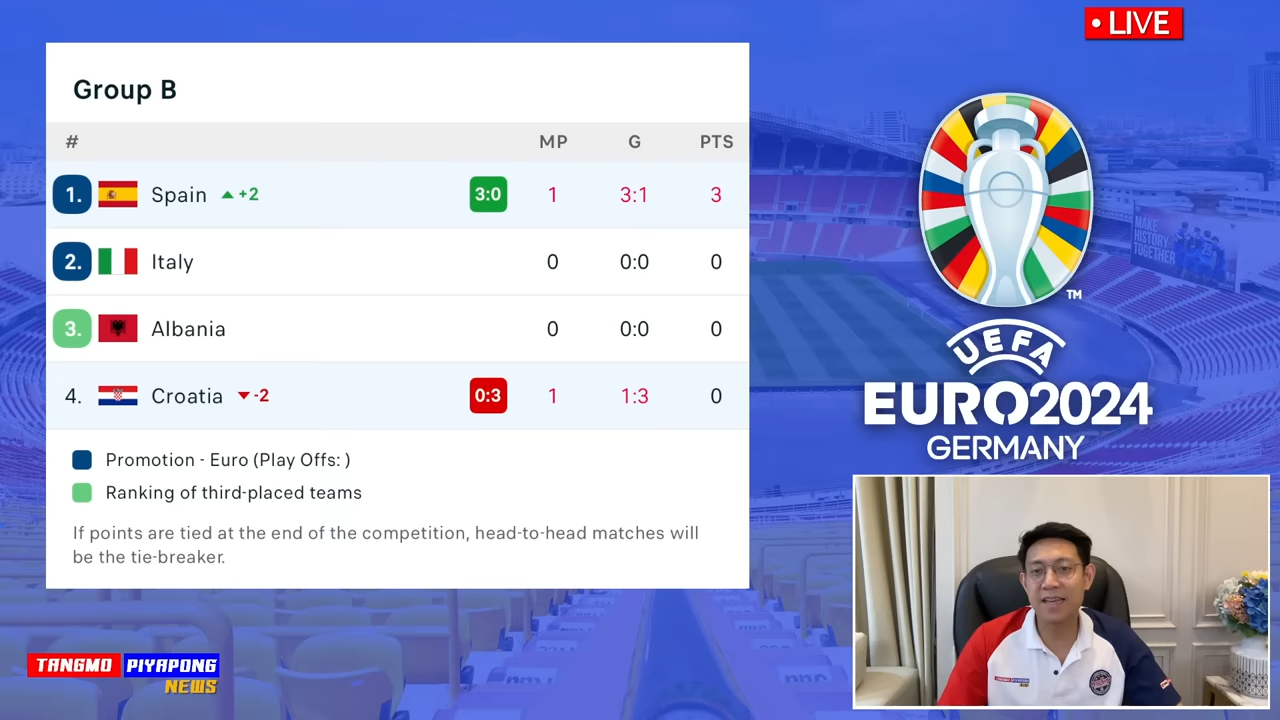 LIVE
Group B
# MP G PTS
1. Spain +2 3:0 1 3:1 3
2. Italy 0 0:0 0
3. Albania 0 0:0 0
4. Croatia -2 0:3 1 1:3 0
Promotion - Euro (Play Offs: )
Ranking of third-placed teams
If points are tied at the end of the competition, head-to-head matches will
be the tie-breaker.
MAKE
HISTORY
TOGETHER
TM
UEFA
EURO2024
GERMANY
TANGMO PIYAPONG
NEWS